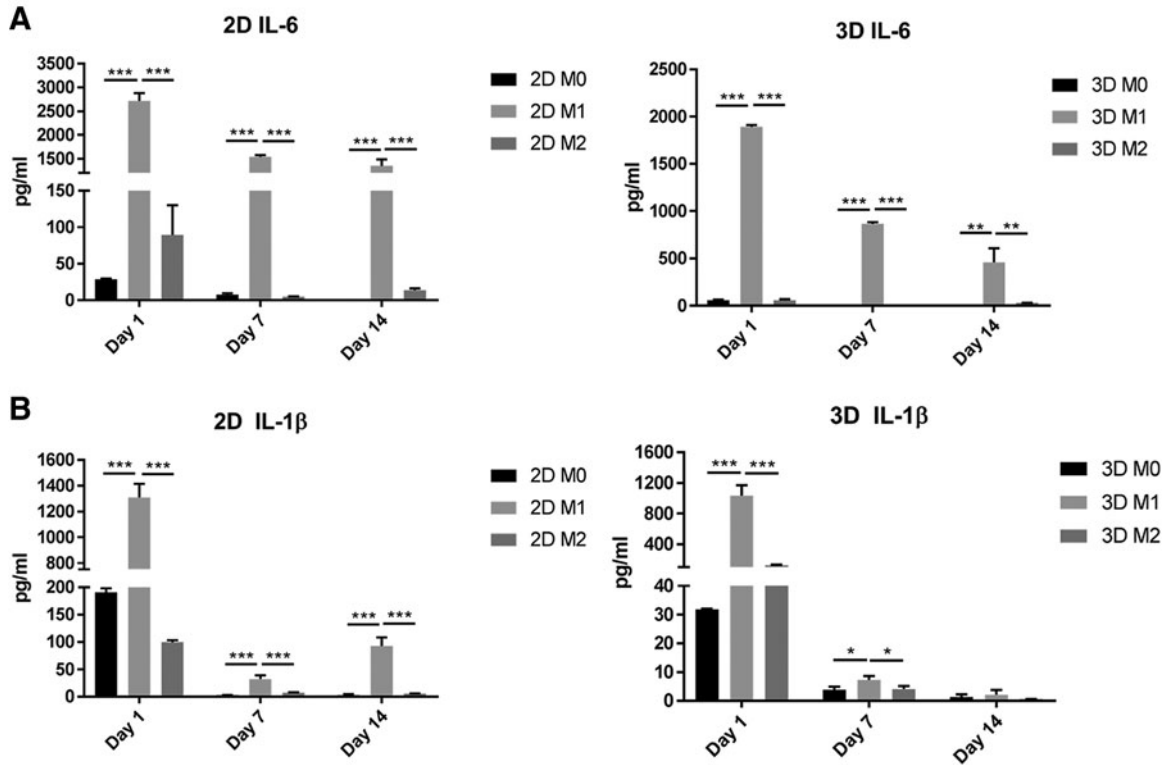 A
2D IL-6
pg/ml
3500
3000
2500
2000
1500
150
100
50
0
*** ***
*** ***
*** ***
Day 1
Day 7
Day 14
2D M0
2D M1
2D M2
3D IL-6
pg/ml
2500
2000
1500
1000
500
0
*** ***
*** ***
** **
Day 1
Day 7
Day 14
3D M0
3D M1
3D M2
B
2D IL-1β
pg/ml
1600
1400
1200
1000
800
200
150
100
50
0
*** ***
*** ***
*** ***
Day 1
Day 7
Day 14
2D M0
2D M1
2D M2
3D IL-1β
pg/ml
1600
1200
1000
800
400
40
30
20
10
0
*** ***
* *
Day 1
Day 7
Day 14
3D M0
3D M1
3D M2